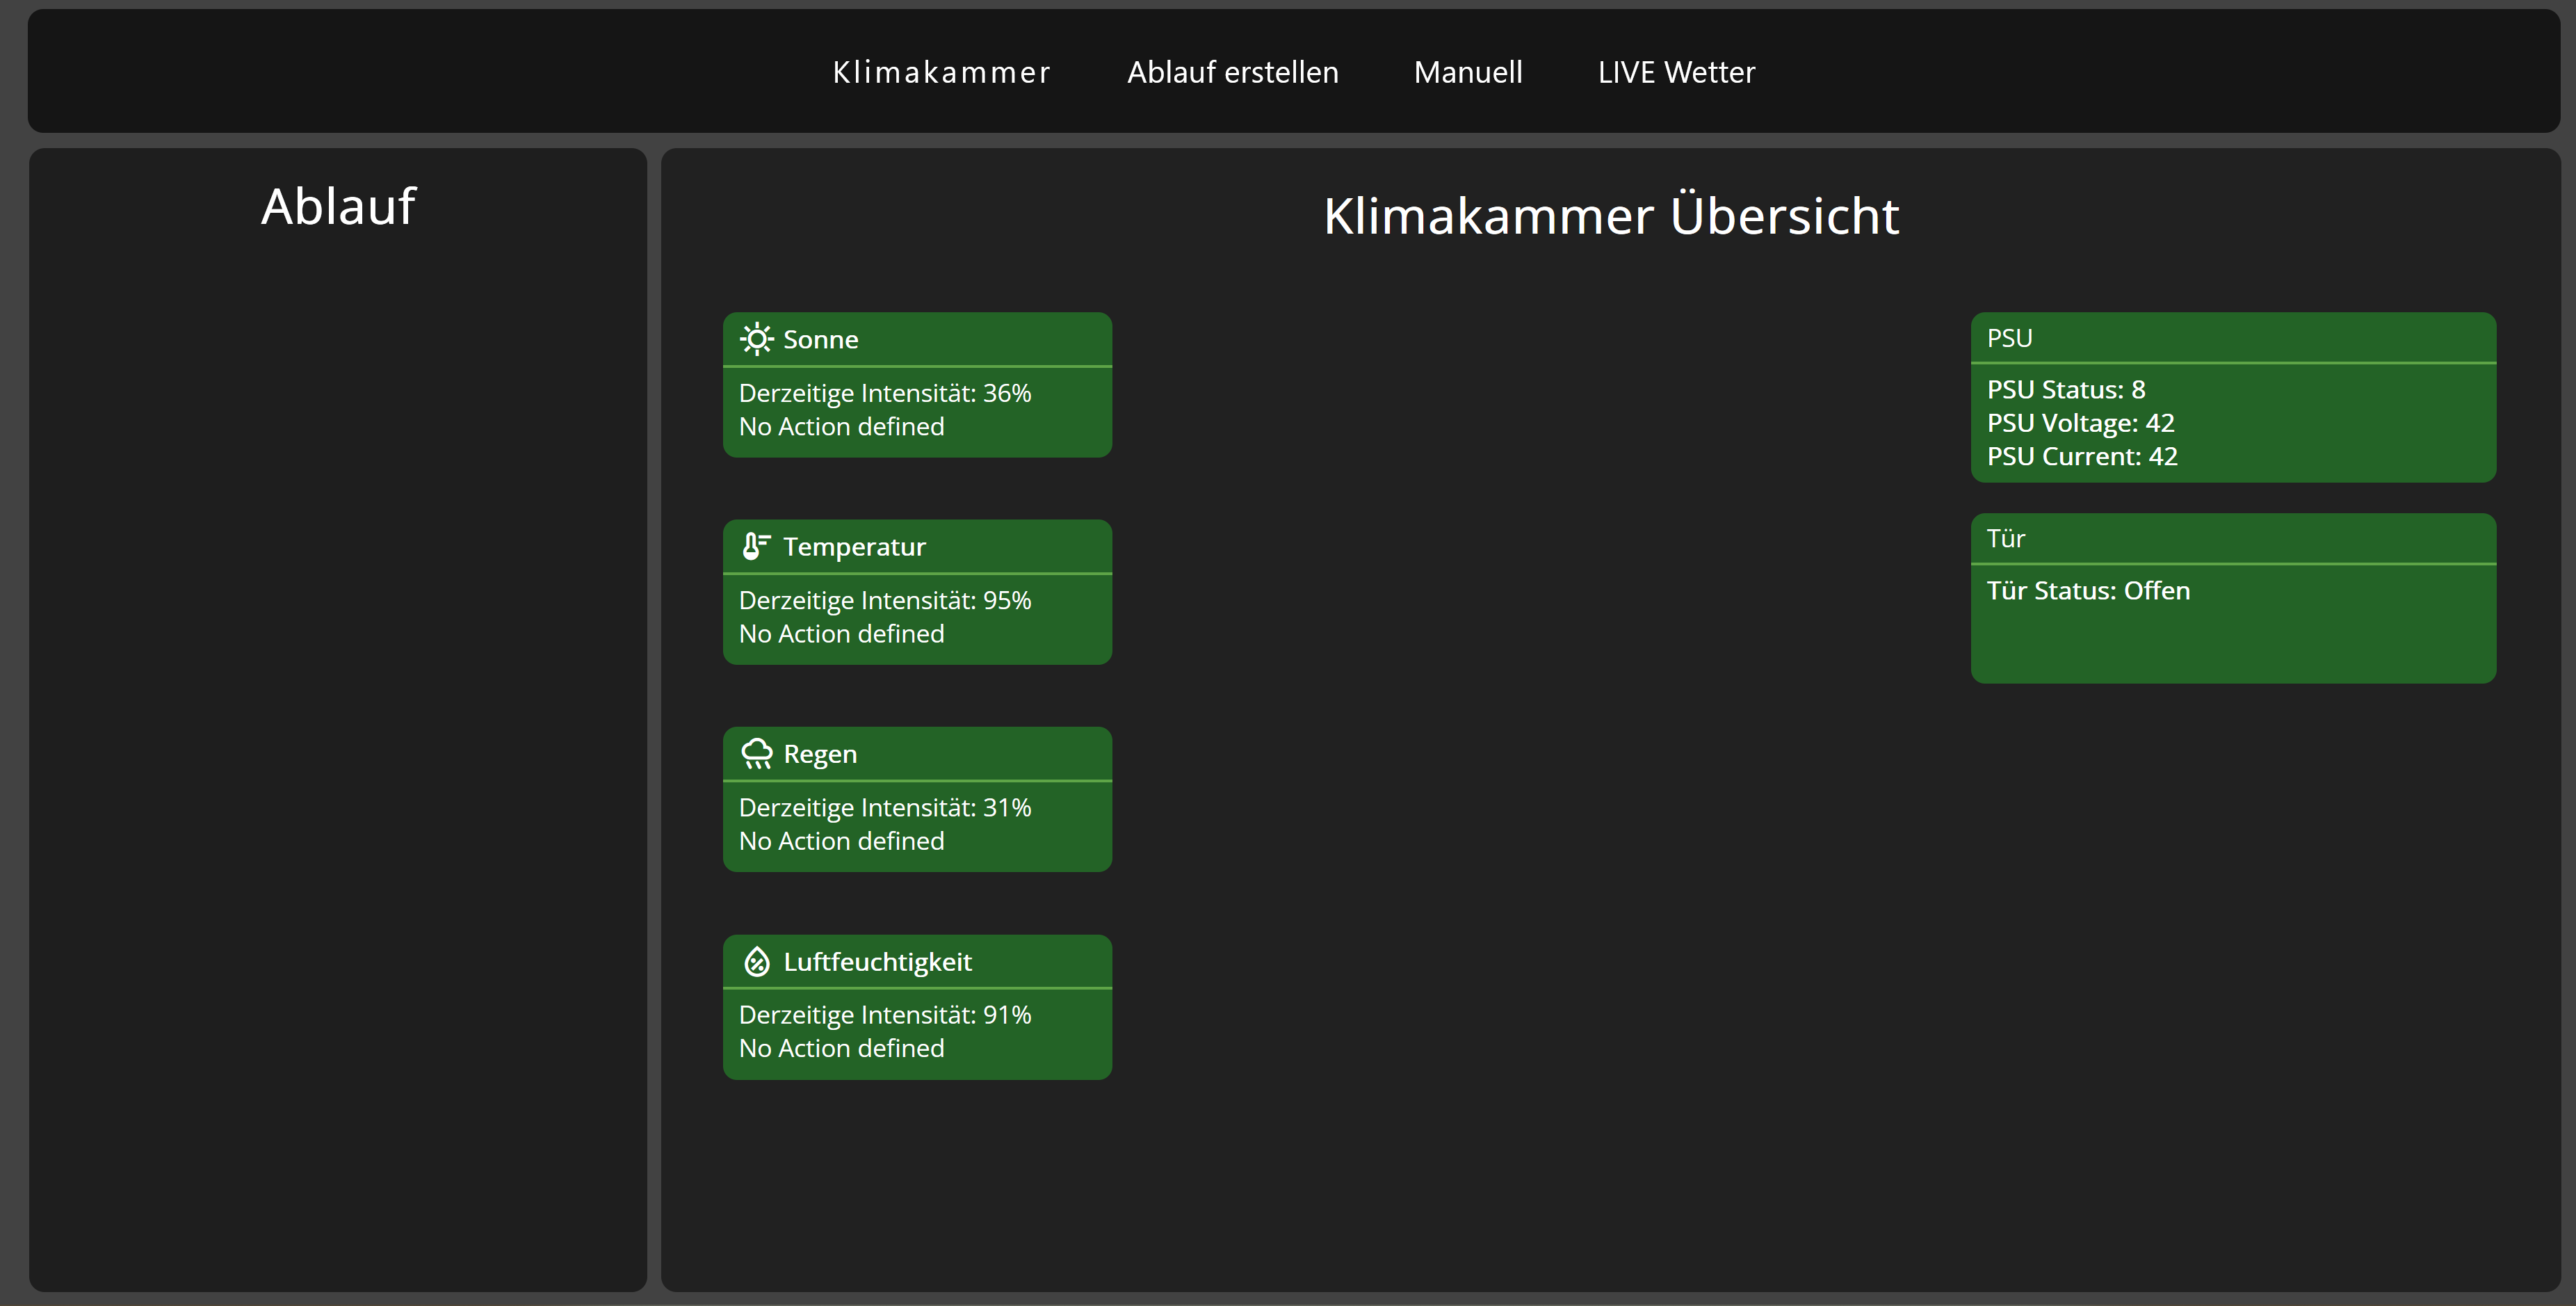 Klimakammer
Ablauf erstellen
Manuell
LIVE Wetter
Ablauf
Klimakammer Übersicht
Sonne
Derzeitige Intensität: 36%
No Action defined
Temperatur
Derzeitige Intensität: 95%
No Action defined
Regen
Derzeitige Intensität: 31%
No Action defined
Luftfeuchtigkeit
Derzeitige Intensität: 91%
No Action defined
PSU
PSU Status: 8
PSU Voltage: 42
PSU Current: 42
Tür
Tür Status: Offen